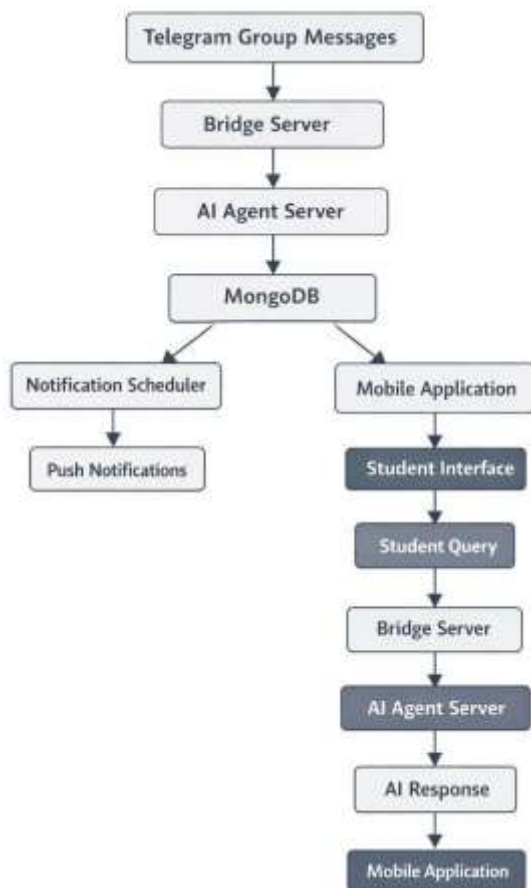 Telegram Group Messages
Bridge Server
AI Agent Server
MongoDB
Notification Scheduler
Mobile Application
Push Notifications
Student Interface
Student Query
Bridge Server
AI Agent Server
AI Response
Mobile Application